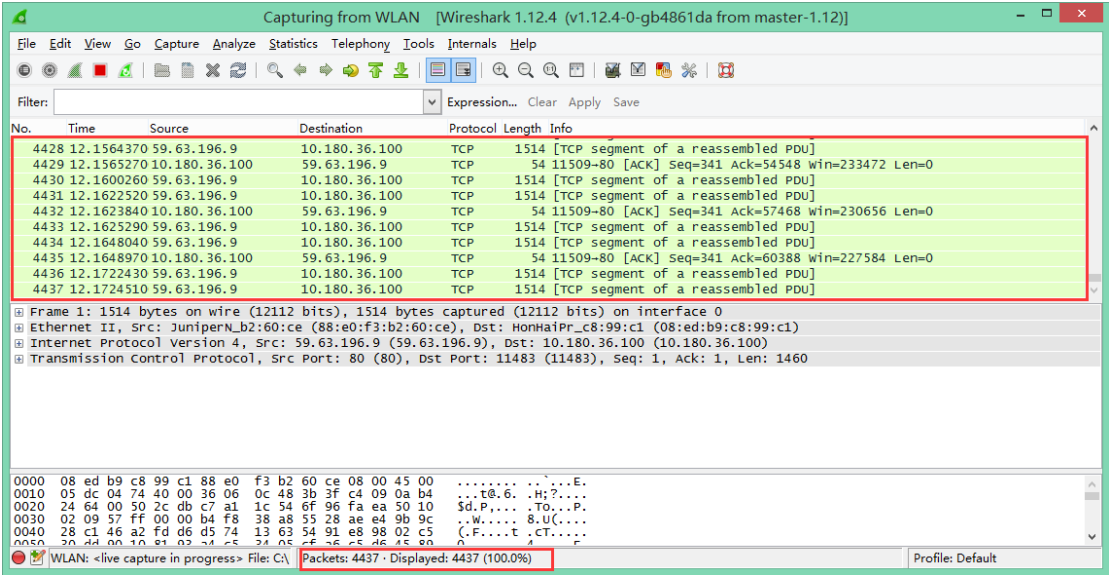 Capturing from WLAN [Wireshark 1.12.4 (v1.12.4-0-gb4861da from master-1.12)]
File Edit View Go Capture Analyze Statistics Telephony Tools Internals Help
Filter: Expression... Clear Apply Save
No. Time Source Destination Protocol Length Info
4428 12.1564370 59.63.196.9 10.180.36.100 TCP 1514 [TCP segment of a reassembled PDU]
4429 12.1565270 10.180.36.100 59.63.196.9 TCP 54 11509→80 [ACK] Seq=341 Ack=54548 Win=233472 Len=0
4430 12.1600260 59.63.196.9 10.180.36.100 TCP 1514 [TCP segment of a reassembled PDU]
4431 12.1622520 59.63.196.9 10.180.36.100 TCP 1514 [TCP segment of a reassembled PDU]
4432 12.1623840 10.180.36.100 59.63.196.9 TCP 54 11509→80 [ACK] Seq=341 Ack=57468 Win=230656 Len=0
4433 12.1625290 59.63.196.9 10.180.36.100 TCP 1514 [TCP segment of a reassembled PDU]
4434 12.1648040 59.63.196.9 10.180.36.100 TCP 1514 [TCP segment of a reassembled PDU]
4435 12.1648970 10.180.36.100 59.63.196.9 TCP 54 11509→80 [ACK] Seq=341 Ack=60388 Win=227584 Len=0
4436 12.1722430 59.63.196.9 10.180.36.100 TCP 1514 [TCP segment of a reassembled PDU]
4437 12.1724510 59.63.196.9 10.180.36.100 TCP 1514 [TCP segment of a reassembled PDU]
Frame 1: 1514 bytes on wire (12112 bits), 1514 bytes captured (12112 bits) on interface 0
Ethernet II, Src: JuniperN_b2:60:ce (88:e0:f3:b2:60:ce), Dst: HonHaiPr_c8:99:c1 (08:ed:b9:c8:99:c1)
Internet Protocol Version 4, Src: 59.63.196.9 (59.63.196.9), Dst: 10.180.36.100 (10.180.36.100)
Transmission Control Protocol, Src Port: 80 (80), Dst Port: 11483 (11483), Seq: 1, Ack: 1, Len: 1460
0000 08 ed b9 c8 99 c1 88 e0 f3 b2 60 ce 08 00 45 00 ........ ..`...E.
0010 05 dc 04 74 40 00 36 06 0c 48 3b 3f c4 09 0a b4 ...t@.6. .H;?....
0020 24 64 00 50 2c db c7 a1 1c 54 6f 96 fa ea 50 10 $d.P,... .To...P.
0030 02 09 57 ff 00 00 b4 f8 38 a8 55 28 ae e4 9b 9c ..W..... 8.U(....
0040 28 c1 46 a2 fd d6 d5 74 13 63 54 91 e8 98 02 c5 (.F....t .cT.....
WLAN: <live capture in progress> File: C:\ Packets: 4437 · Displayed: 4437 (100.0%) Profile: Default